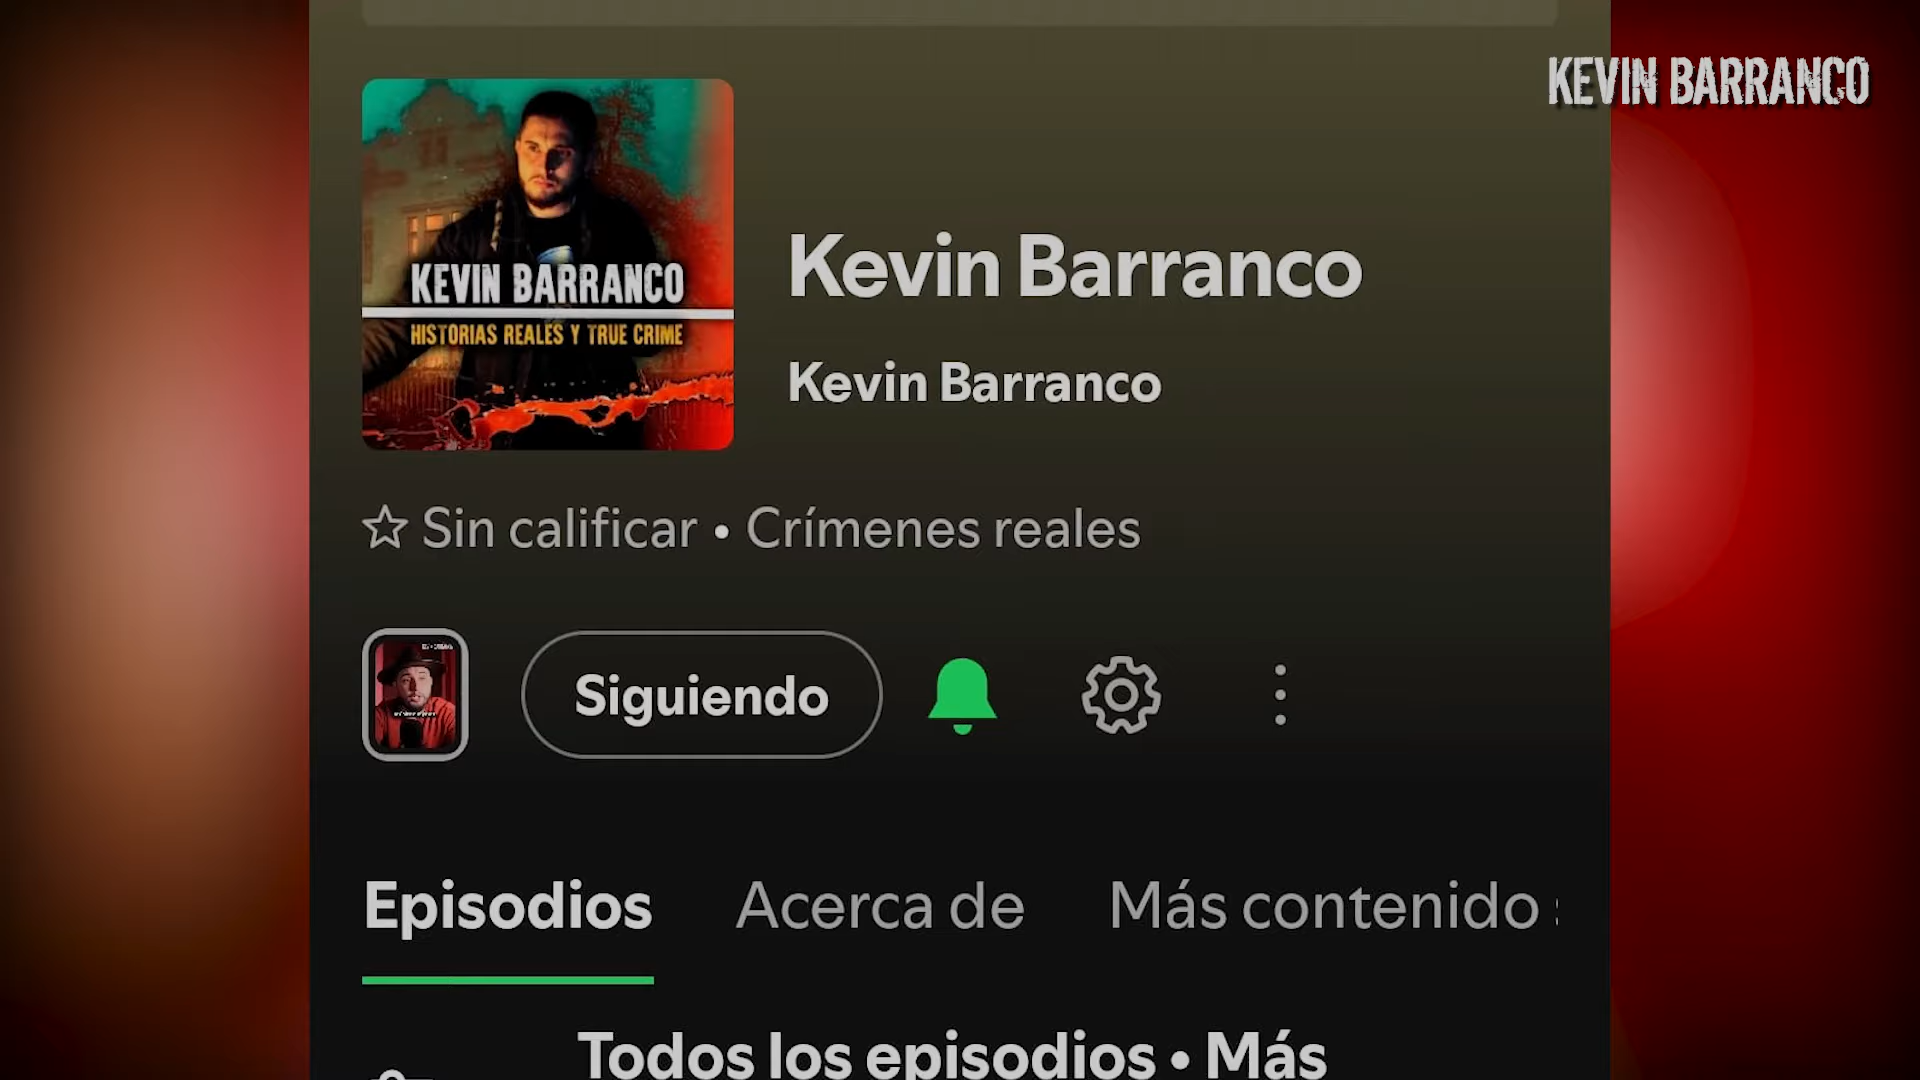 KEVIN BARRANCO
KEVIN BARRANCO
HISTORIAS REALES Y TRUE CRIME
Kevin Barranco
Kevin Barranco
Sin calificar • Crímenes reales
Siguiendo
Episodios Acerca de Más contenido
Todos los episodios • Más